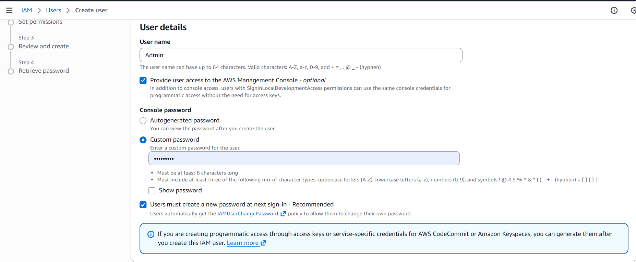 IAM > Users > Create user
Set permissions
Step 3
Review and create
Step 4
Retrieve password
User details
User name
Admin
The user name can have up to 64 characters. Valid characters: A-Z, a-z, 0-9, and + = , . @ _ - (hyphen)
Provide user access to the AWS Management Console - optional
In addition to console access, users with SignInLocalDevelopmentAccess permissions can use the same console credentials for
programmatic access without the need for access keys.
Console password
Autogenerated password
You can view the password after you create the user.
Custom password
Enter a custom password for the user.
•••••••••
Must be at least 8 characters long
Must include at least three of the following mix of character types: uppercase letters (A-Z), lowercase letters (a-z), numbers (0-9), and symbols
Show password
Users must create a new password at next sign-in - Recommended
Users automatically get the IAMUserChangePassword policy to allow them to change their own password.
If you are creating programmatic access through access keys or service-specific credentials for AWS CodeCommit or Amazon Keyspaces, you can generate them after
you create this IAM user. Learn more